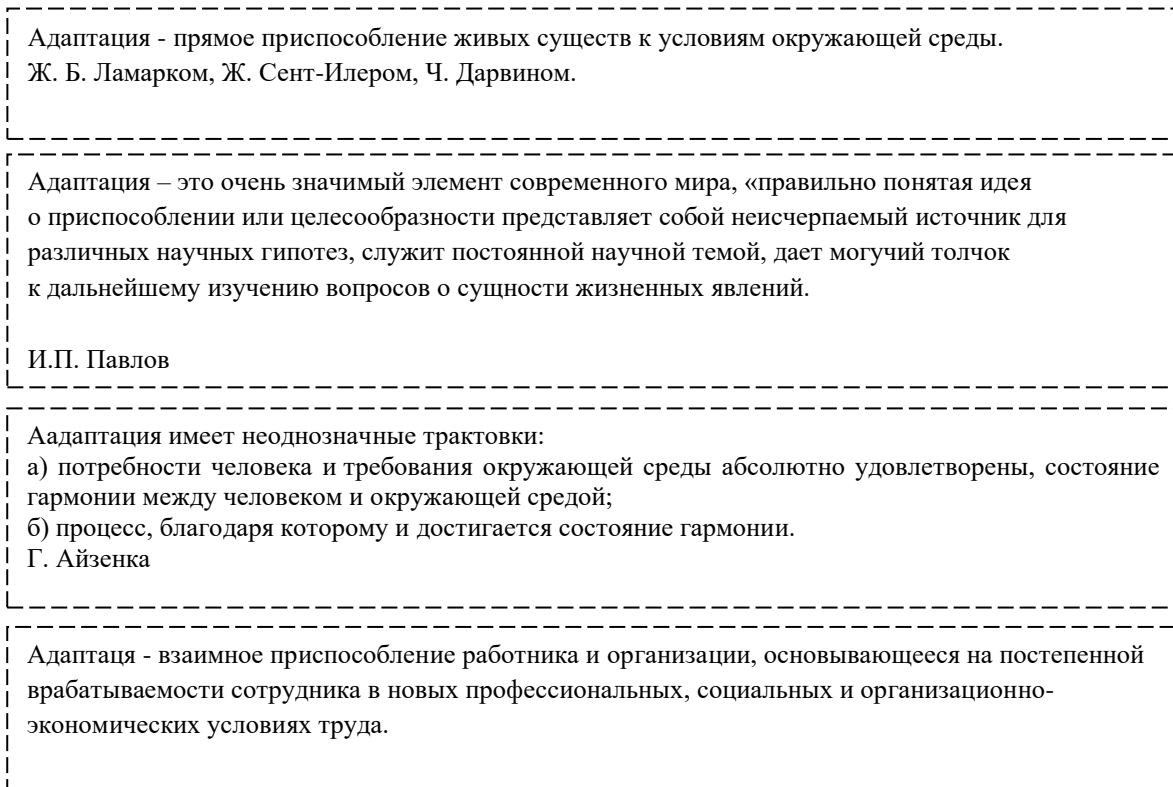 Адаптация - прямое приспособление живых существ к условиям окружающей среды.
Ж. Б. Ламарком, Ж. Сент-Илером, Ч. Дарвином.
Адаптация – это очень значимый элемент современного мира, «правильно понятая идея
о приспособлении или целесообразности представляет собой неисчерпаемый источник для
различных научных гипотез, служит постоянной научной темой, дает могучий толчок
к дальнейшему изучению вопросов о сущности жизненных явлений.
И.П. Павлов
Аадаптация имеет неоднозначные трактовки:
а) потребности человека и требования окружающей среды абсолютно удовлетворены, состояние
гармонии между человеком и окружающей средой;
б) процесс, благодаря которому и достигается состояние гармонии.
Г. Айзенка
Адаптаця - взаимное приспособление работника и организации, основывающееся на постепенной
врабатываемости сотрудника в новых профессиональных, социальных и организационно-
экономических условиях труда.